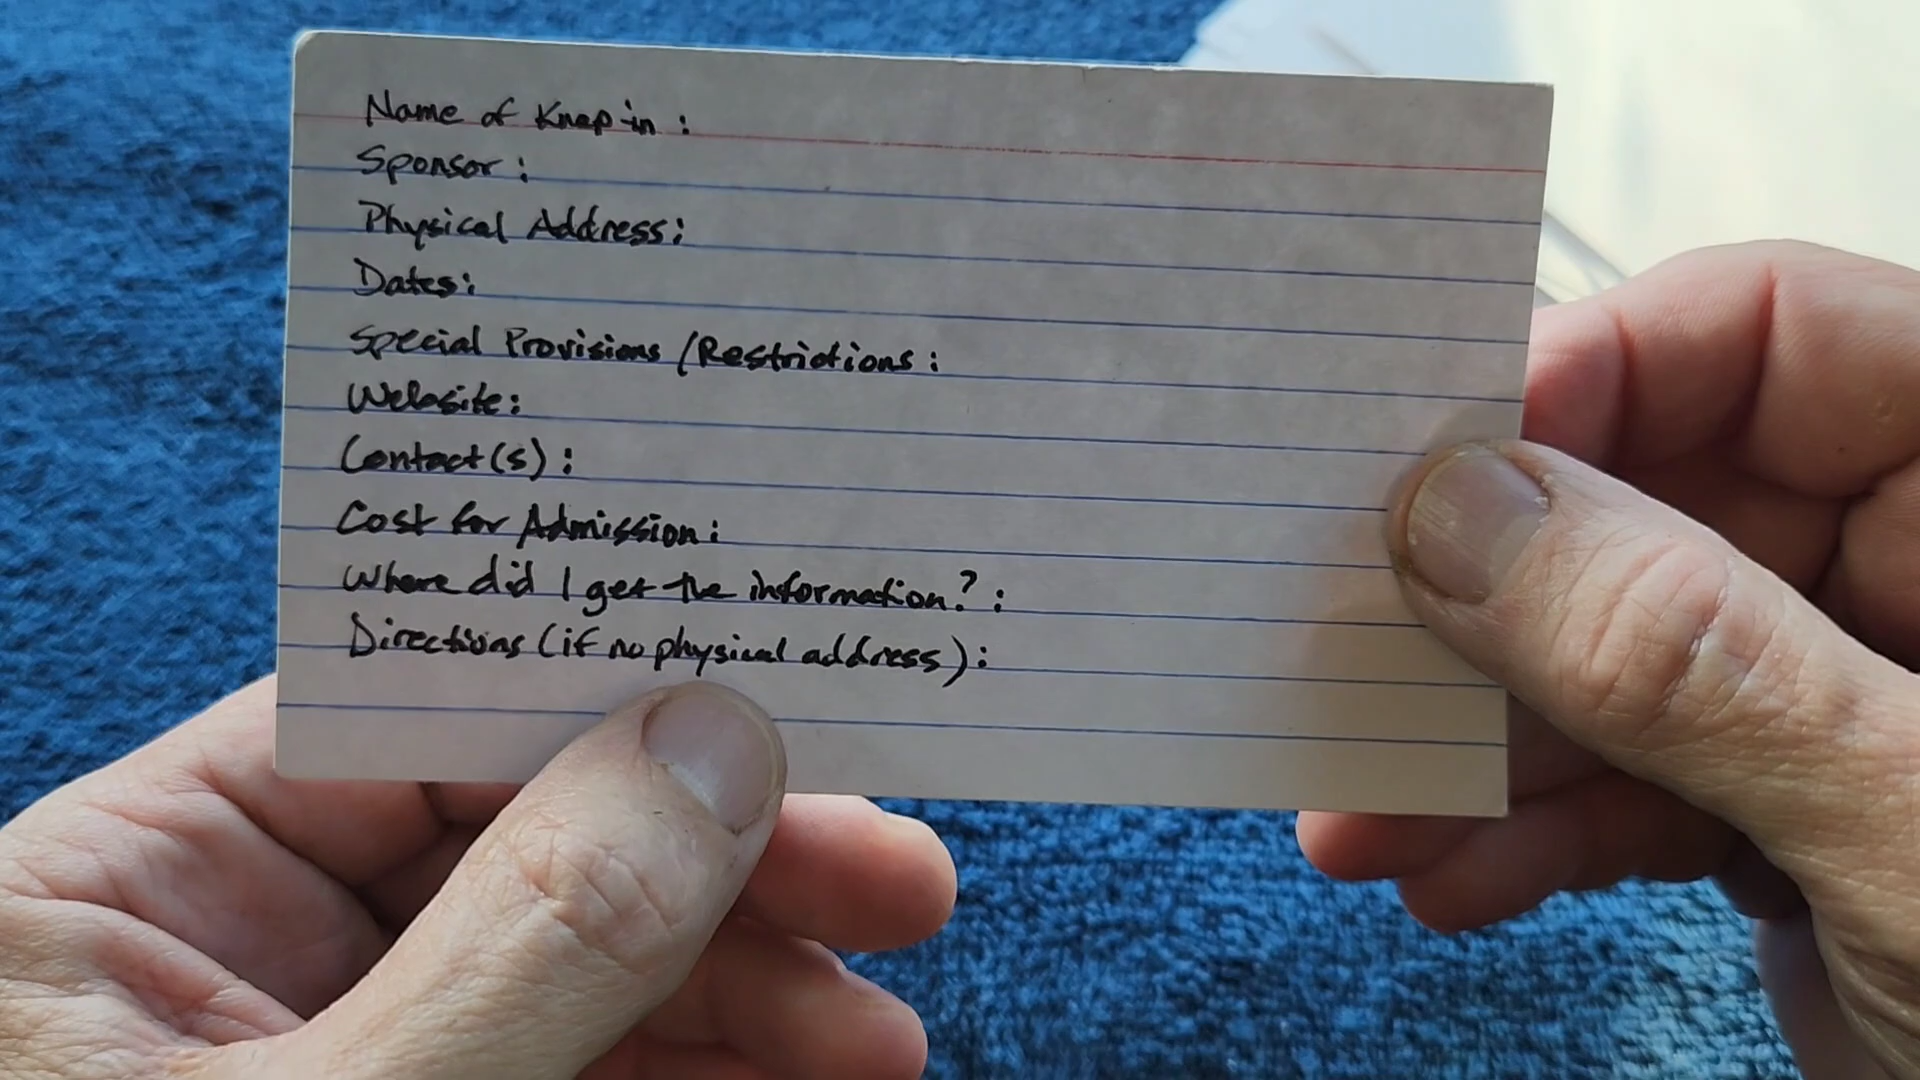 Name of Knap-in :
Sponsor :
Physical Address:
Dates:
Special Provisions /Restrictions :
Website:
Contact(s) :
Cost for Admission:
Where did I get the information? :
Directions (if no physical address) :